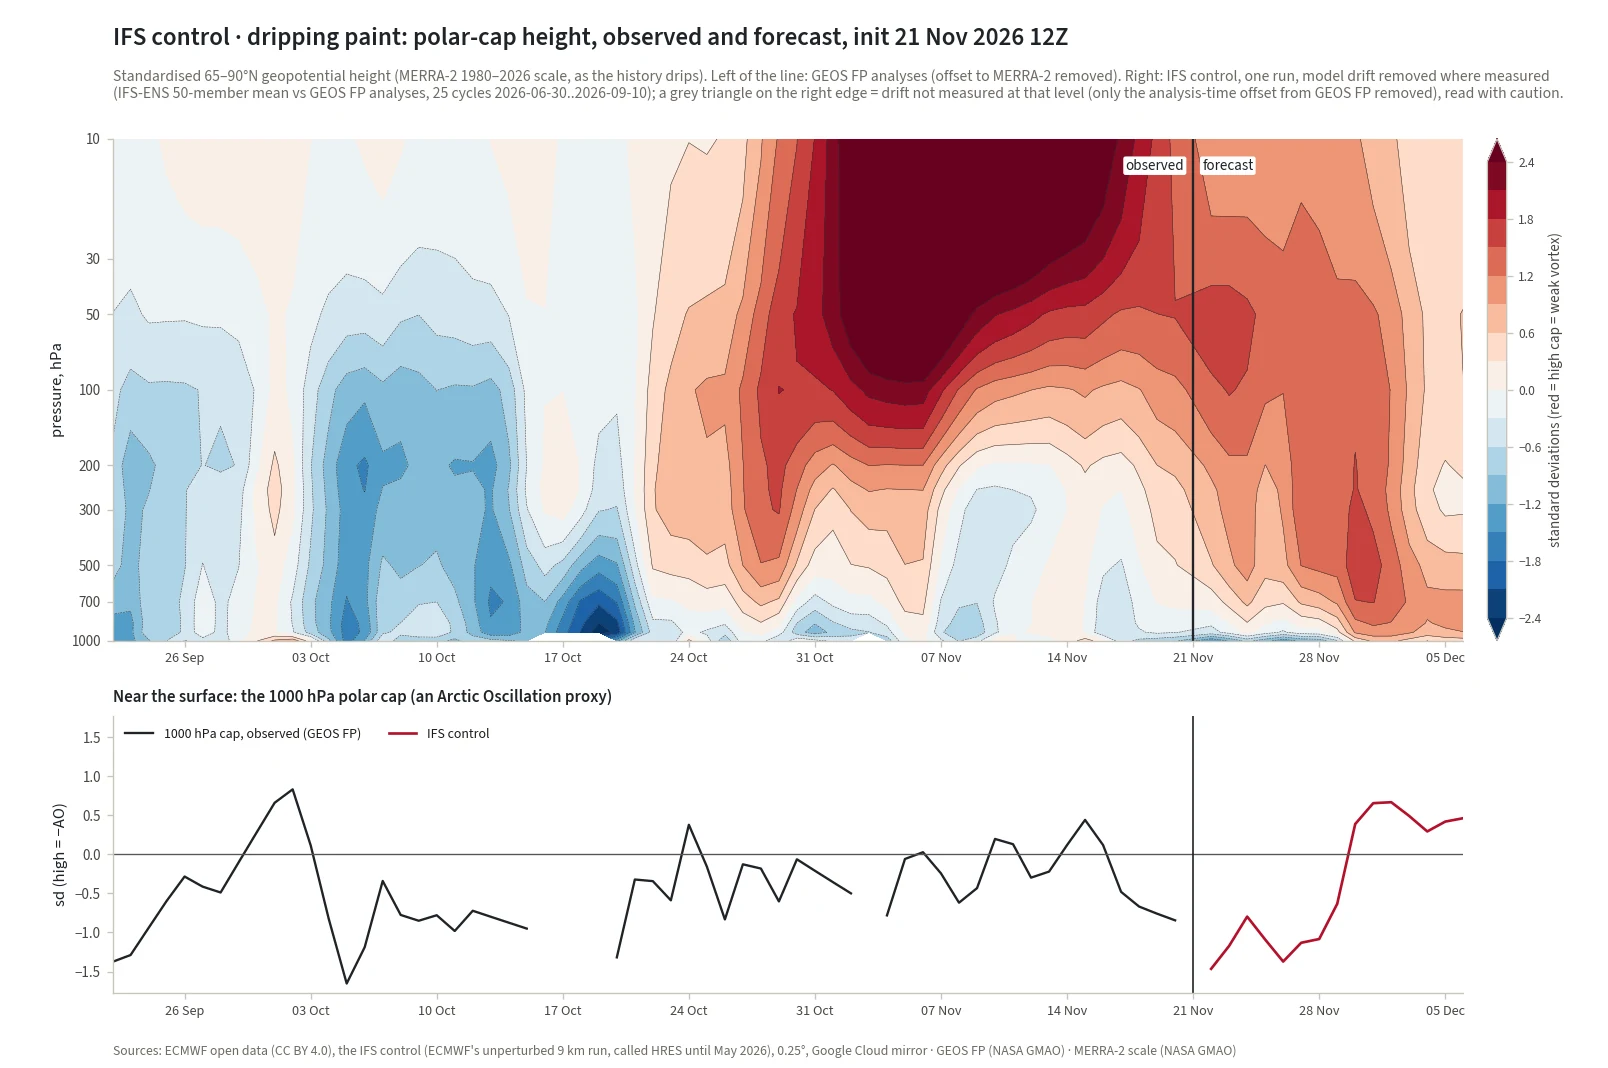 IFS control · dripping paint: polar-cap height, observed and forecast, init 21 Nov 2026 12Z
Standardised 65–90°N geopotential height (MERRA-2 1980–2026 scale, as the history drips). Left of the line: GEOS FP analyses (offset to MERRA-2 removed). Right: IFS control, one run, model drift removed where measured
(IFS-ENS 50-member mean vs GEOS FP analyses, 25 cycles 2026-06-30..2026-09-10); a grey triangle on the right edge = drift not measured at that level (only the analysis-time offset from GEOS FP removed), read with caution.
pressure, hPa
10
30
50
100
200
300
500
700
1000
observed
forecast
26 Sep
03 Oct
10 Oct
17 Oct
24 Oct
31 Oct
07 Nov
14 Nov
21 Nov
28 Nov
05 Dec
2.4
1.8
1.2
0.6
0.0
−0.6
−1.2
−1.8
−2.4
standard deviations (red = high cap = weak vortex)
Near the surface: the 1000 hPa polar cap (an Arctic Oscillation proxy)
1000 hPa cap, observed (GEOS FP)
IFS control
sd (high = −AO)
1.5
1.0
0.5
0.0
−0.5
−1.0
−1.5
26 Sep
03 Oct
10 Oct
17 Oct
24 Oct
31 Oct
07 Nov
14 Nov
21 Nov
28 Nov
05 Dec
Sources: ECMWF open data (CC BY 4.0), the IFS control (ECMWF's unperturbed 9 km run, called HRES until May 2026), 0.25°, Google Cloud mirror · GEOS FP (NASA GMAO) · MERRA-2 scale (NASA GMAO)